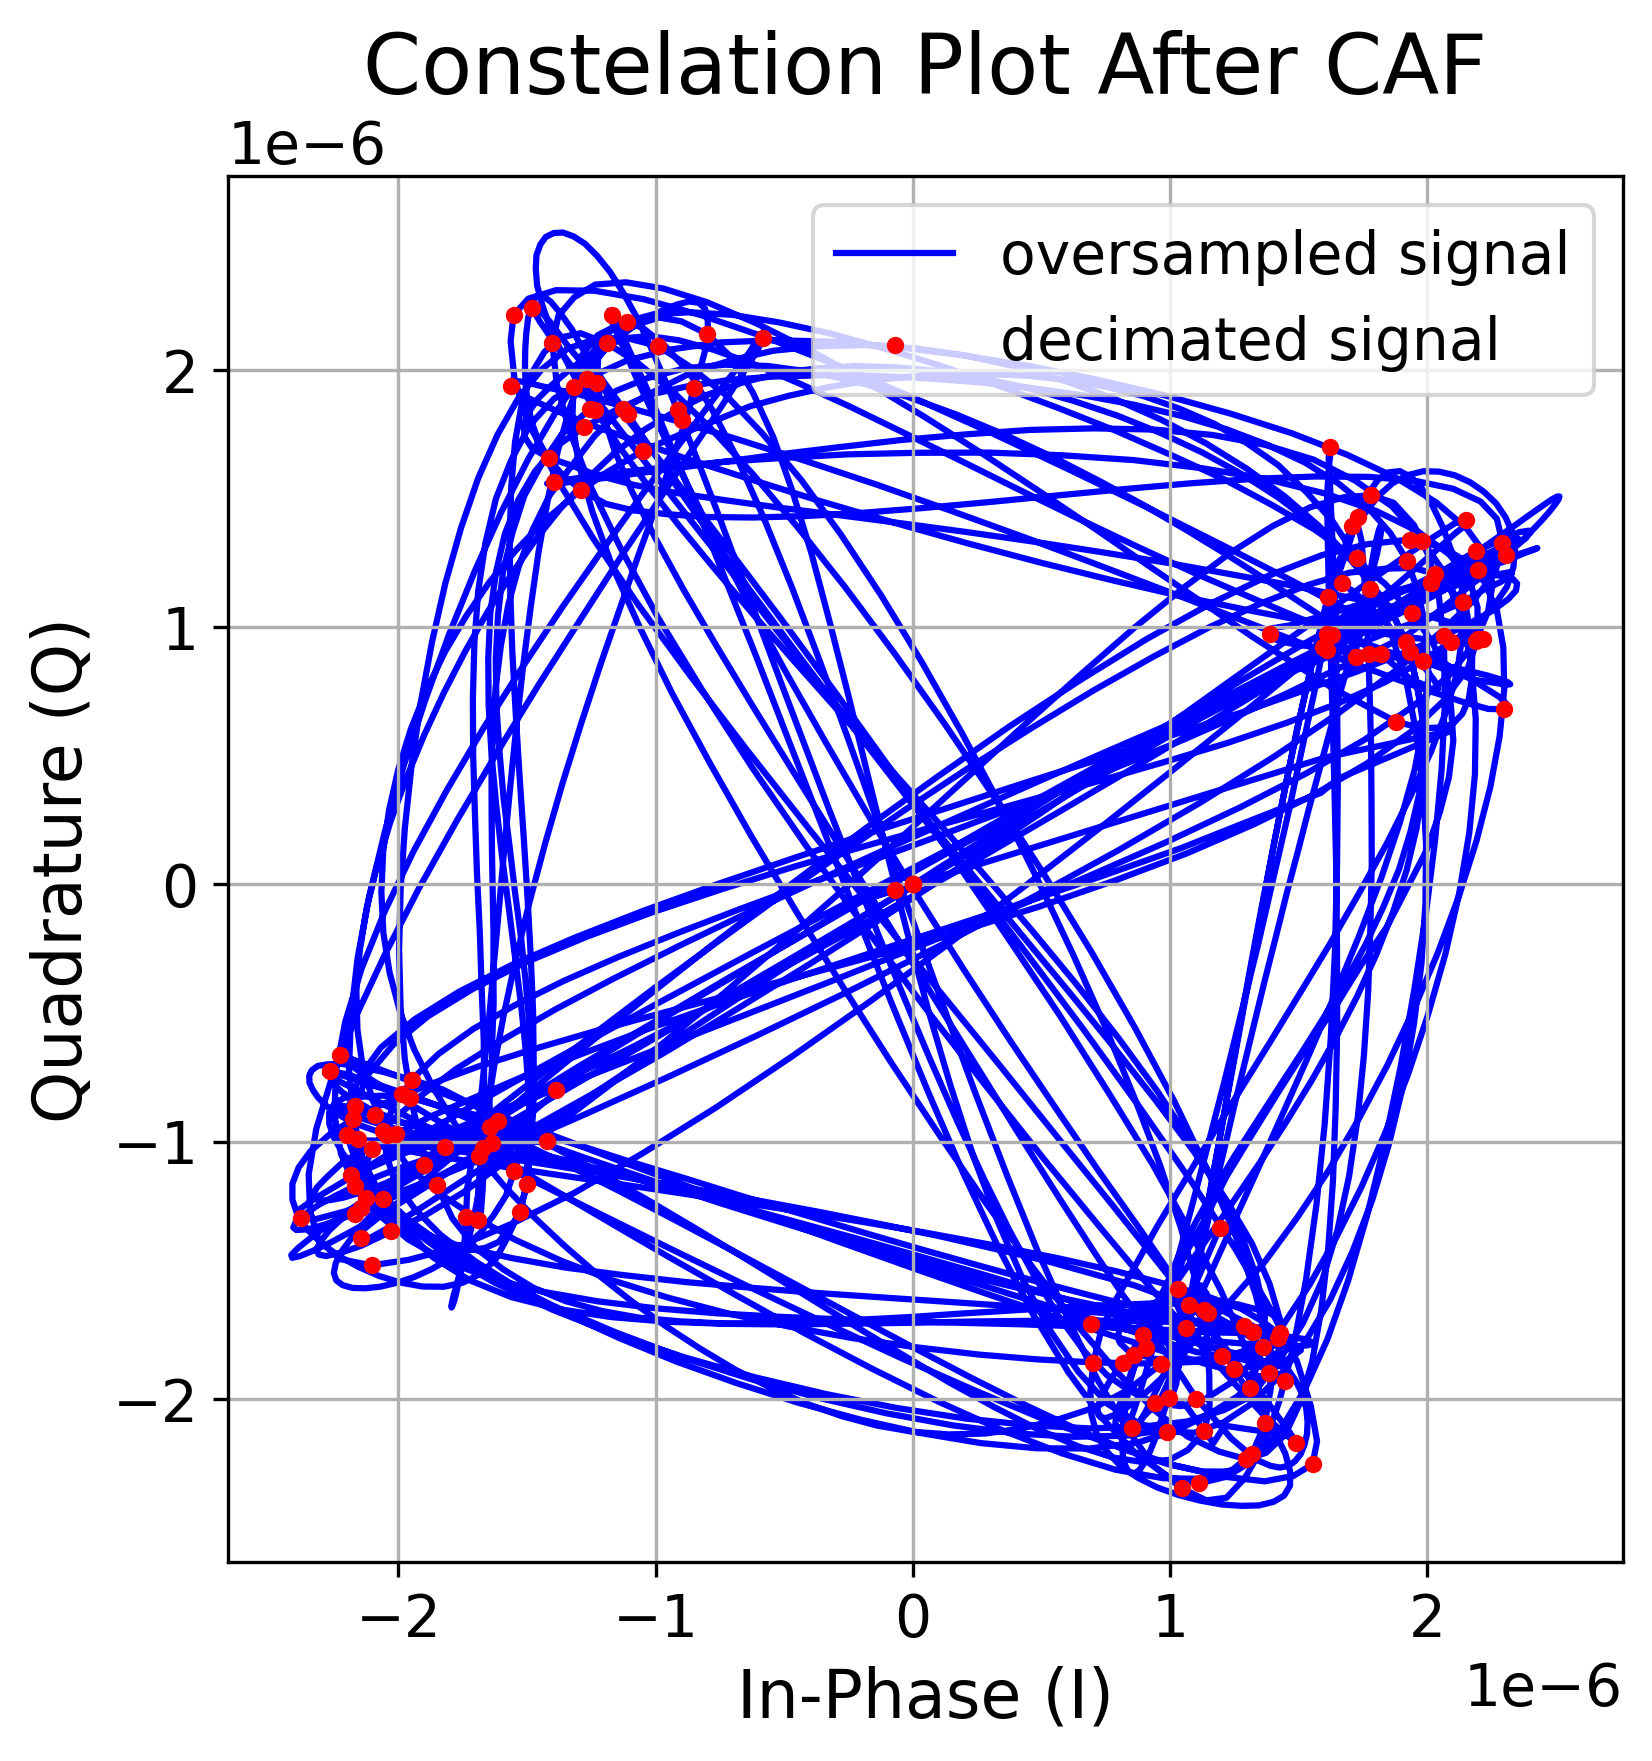 Constelation Plot After CAF
1e−6
oversampled signal
decimated signal
2
1
0
−1
−2
Quadrature (Q)
−2 −1 0 1 2
In-Phase (I)
1e−6